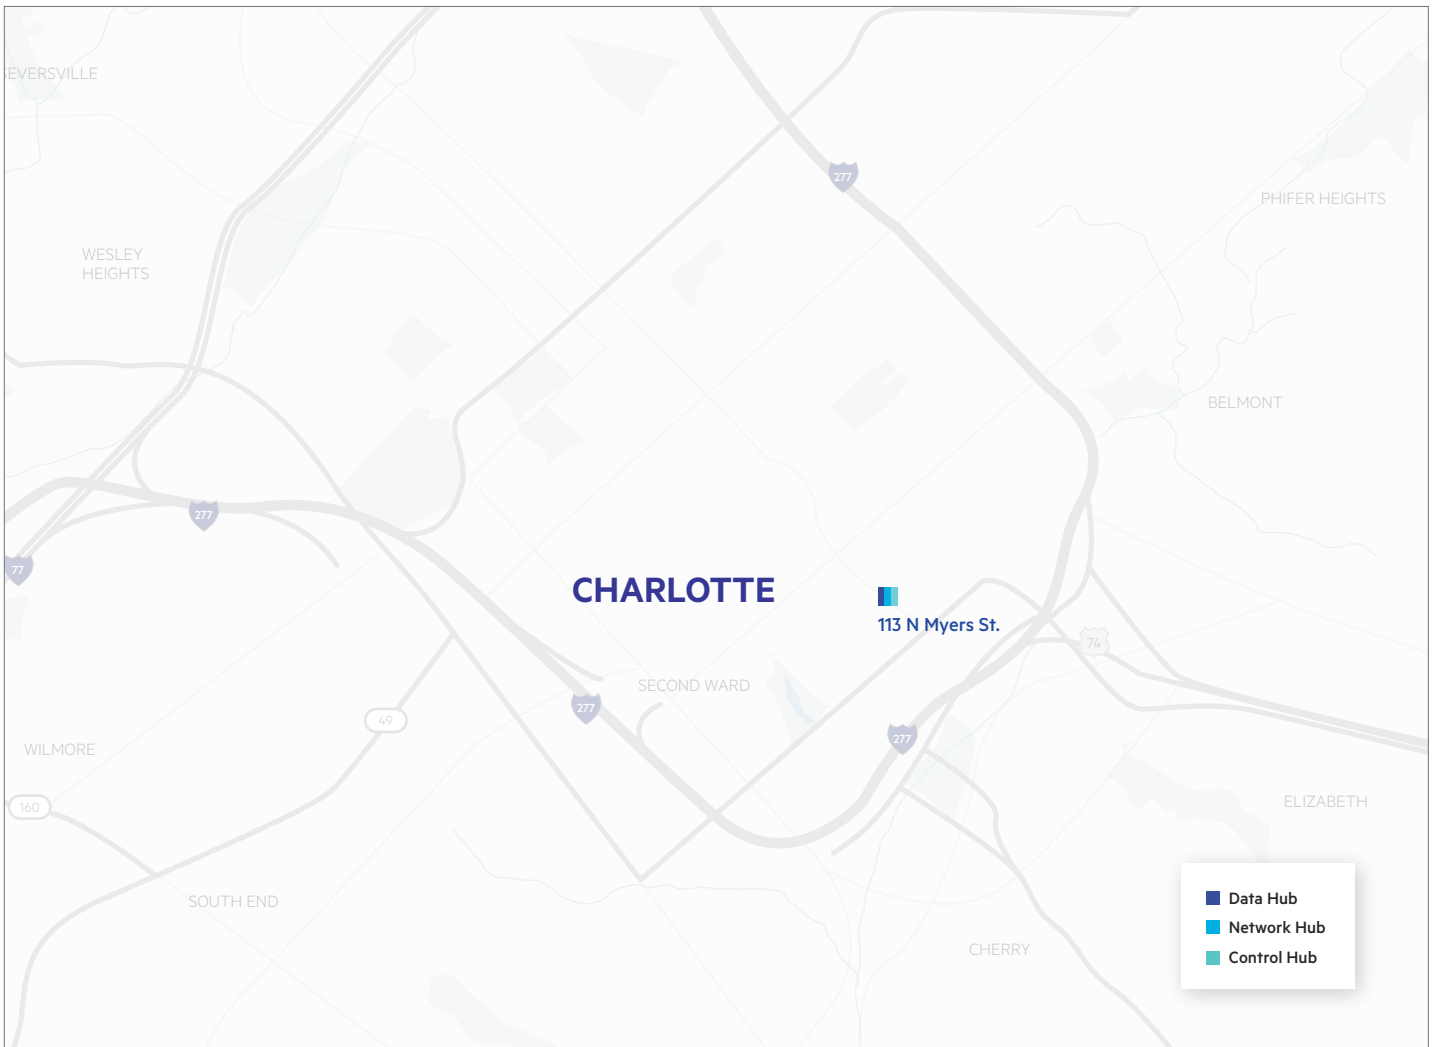 SEVERSVILLE
277
PHIFER HEIGHTS
WESLEY
HEIGHTS
BELMONT
277
77
CHARLOTTE
113 N Myers St.
74
SECOND WARD
277
49
277
WILMORE
160
ELIZABETH
SOUTH END
CHERRY
Data Hub
Network Hub
Control Hub